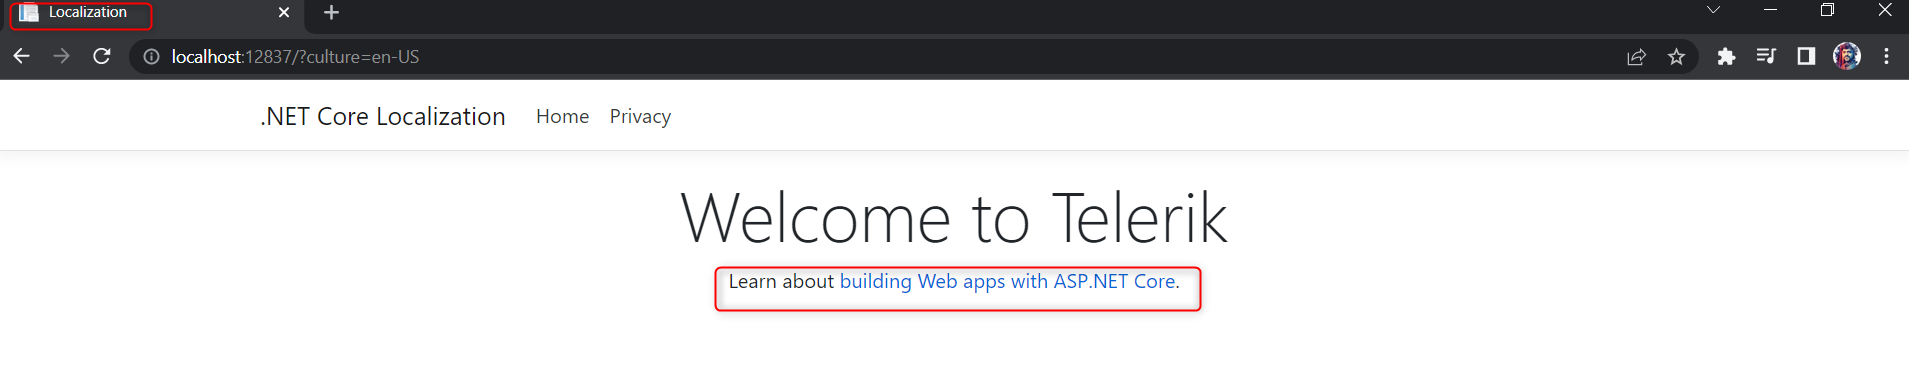 Localization
localhost:12837/?culture=en-US
.NET Core Localization Home Privacy
Welcome to Telerik
Learn about building Web apps with ASP.NET Core.